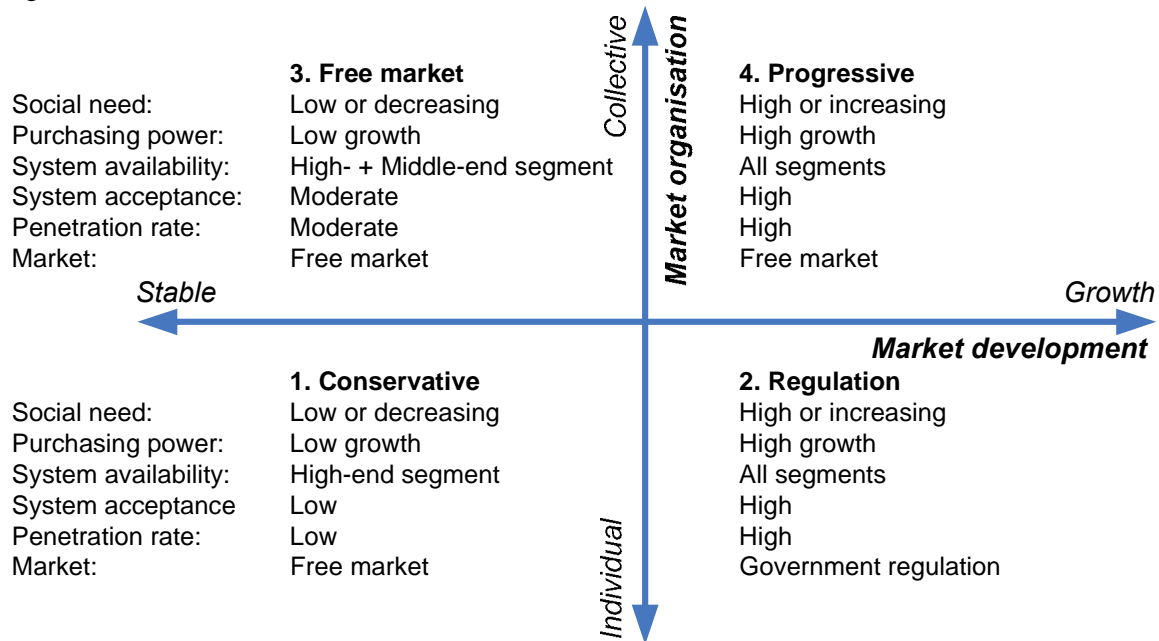 Collective
Market organisation
3. Free market 4. Progressive
Social need: Low or decreasing High or increasing
Purchasing power: Low growth High growth
System availability: High- + Middle-end segment All segments
System acceptance: Moderate High
Penetration rate: Moderate High
Market: Free market Free market
Stable Growth
Market development
1. Conservative 2. Regulation
Social need: Low or decreasing High or increasing
Purchasing power: Low growth High growth
System availability: High-end segment All segments
System acceptance Low High
Penetration rate: Low High
Market: Free market Government regulation
Individual